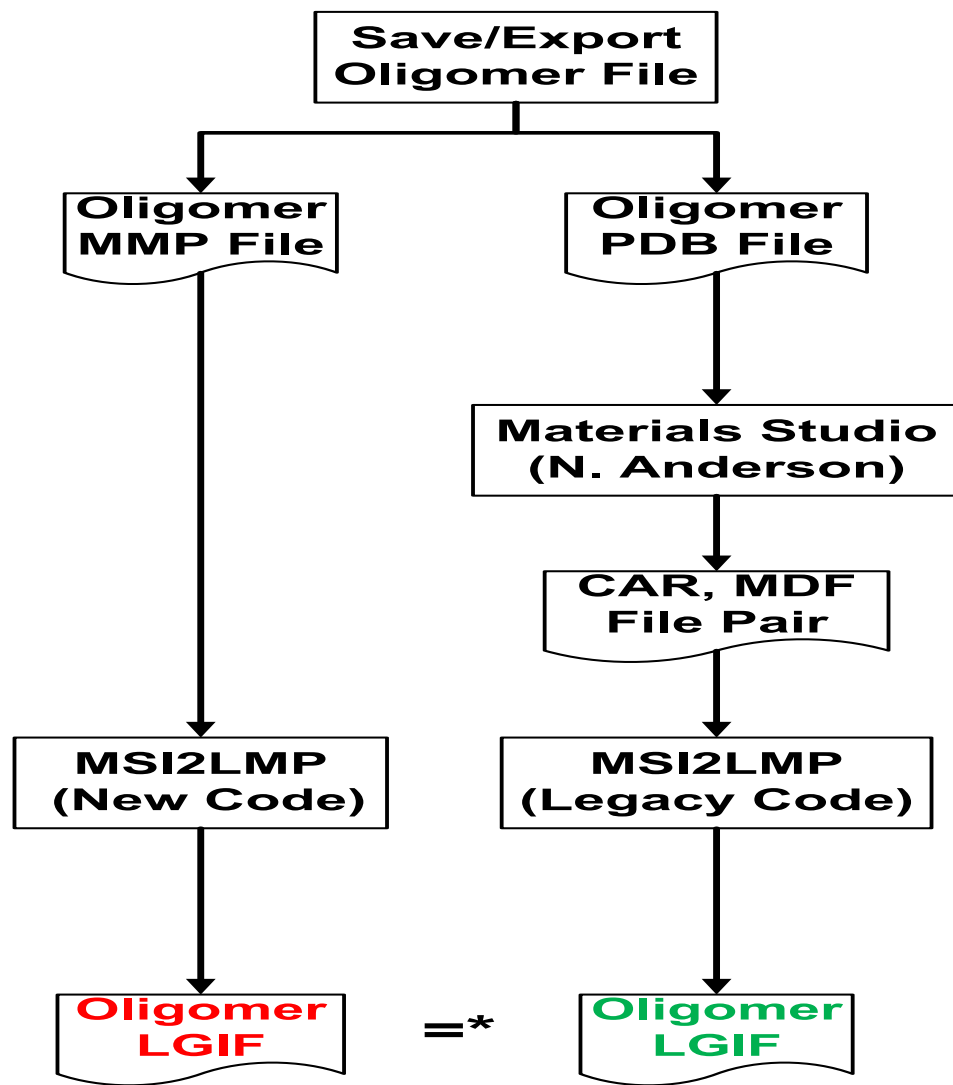 Save/Export
Oligomer File
Oligomer
MMP File
Oligomer
PDB File
Materials Studio
(N. Anderson)
CAR, MDF
File Pair
MSI2LMP
(New Code)
MSI2LMP
(Legacy Code)
Oligomer
LGIF
=*
Oligomer
LGIF